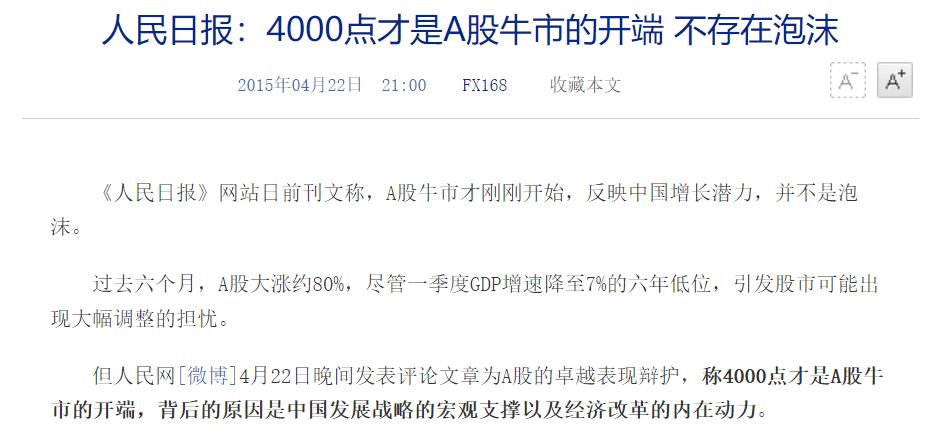 人民日报：4000点才是A股牛市的开端 不存在泡沫
2015年04月22日 21:00 FX168 收藏本文 A- A+
《人民日报》网站日前刊文称，A股牛市才刚刚开始，反映中国增长潜力，并不是泡
沫。
过去六个月，A股大涨约80%，尽管一季度GDP增速降至7%的六年低位，引发股市可能出
现大幅调整的担忧。
但人民网[微博]4月22日晚间发表评论文章为A股的卓越表现辩护，称4000点才是A股牛
市的开端，背后的原因是中国发展战略的宏观支撑以及经济改革的内在动力。